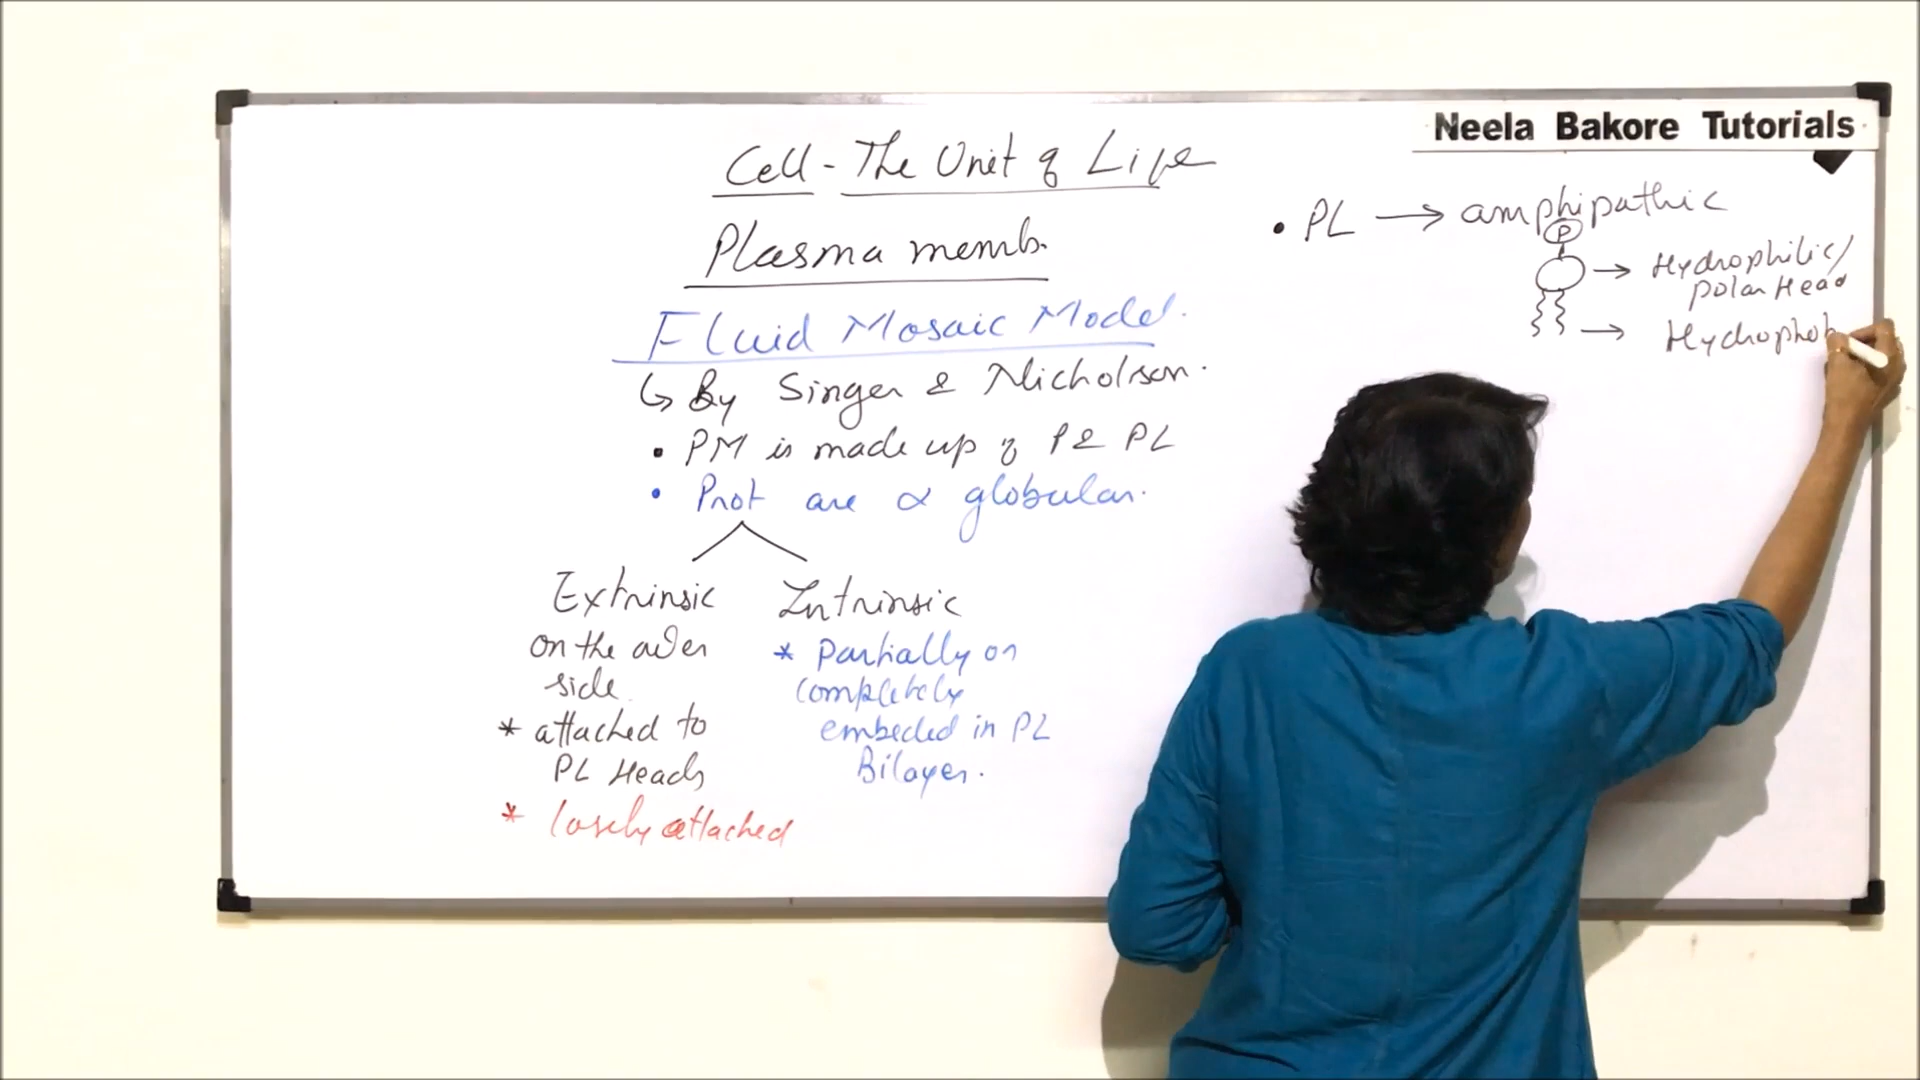 Neela Bakore Tutorials
Cell - The Unit of Life
Plasma memb.
Fluid Mosaic Model.
↳ By Singer & Nicholson.
• PM is made up of P & PL
• Prot are α globular.
Extrinsic
on the outer
side
* attached to
PL Heads
* losely attached
Intrinsic
* Partially or
completely
embeded in PL
Bilayer.
• PL → amphipathic
P
→ Hydrophilic/
polar Head
→ Hydrophob